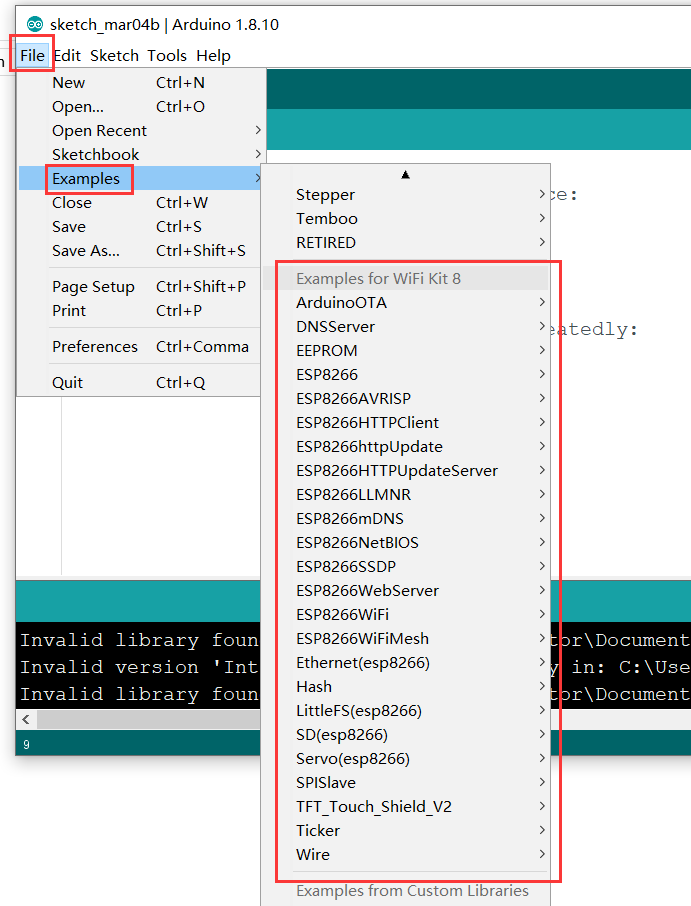 sketch_mar04b | Arduino 1.8.10
File Edit Sketch Tools Help
New Ctrl+N
Open... Ctrl+O
Open Recent
Sketchbook
Examples
Close Ctrl+W
Save Ctrl+S
Save As... Ctrl+Shift+S
Page Setup Ctrl+Shift+P
Print Ctrl+P
Preferences Ctrl+Comma
Quit Ctrl+Q
Stepper
Temboo
RETIRED
Examples for WiFi Kit 8
ArduinoOTA
DNSServer
EEPROM
ESP8266
ESP8266AVRISP
ESP8266HTTPClient
ESP8266httpUpdate
ESP8266HTTPUpdateServer
ESP8266LLMNR
ESP8266mDNS
ESP8266NetBIOS
ESP8266SSDP
ESP8266WebServer
ESP8266WiFi
ESP8266WiFiMesh
Ethernet(esp8266)
Hash
LittleFS(esp8266)
SD(esp8266)
Servo(esp8266)
SPISlave
TFT_Touch_Shield_V2
Ticker
Wire
Examples from Custom Libraries
ce:
eatedly:
Invalid library foun tor\Document
Invalid version 'Int y in: C:\Use
Invalid library foun tor\Document
9